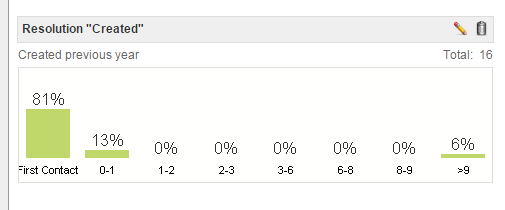 Resolution "Created"
Created previous year Total: 16
81% 13% 0% 0% 0% 0% 0% 6%
First Contact 0-1 1-2 2-3 3-6 6-8 8-9 >9